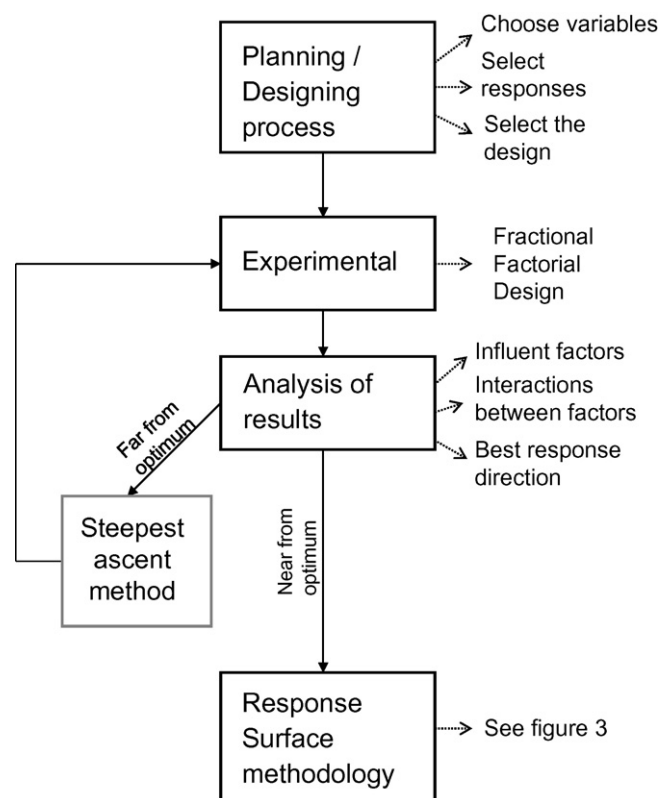 Planning /
Designing
process
Choose variables
Select
responses
Select the
design
Experimental
Fractional
Factorial
Design
Analysis of
results
Influent factors
Interactions
between factors
Best response
direction
Far from
optimum
Steepest
ascent
method
Near from
optimum
Response
Surface
methodology
See figure 3